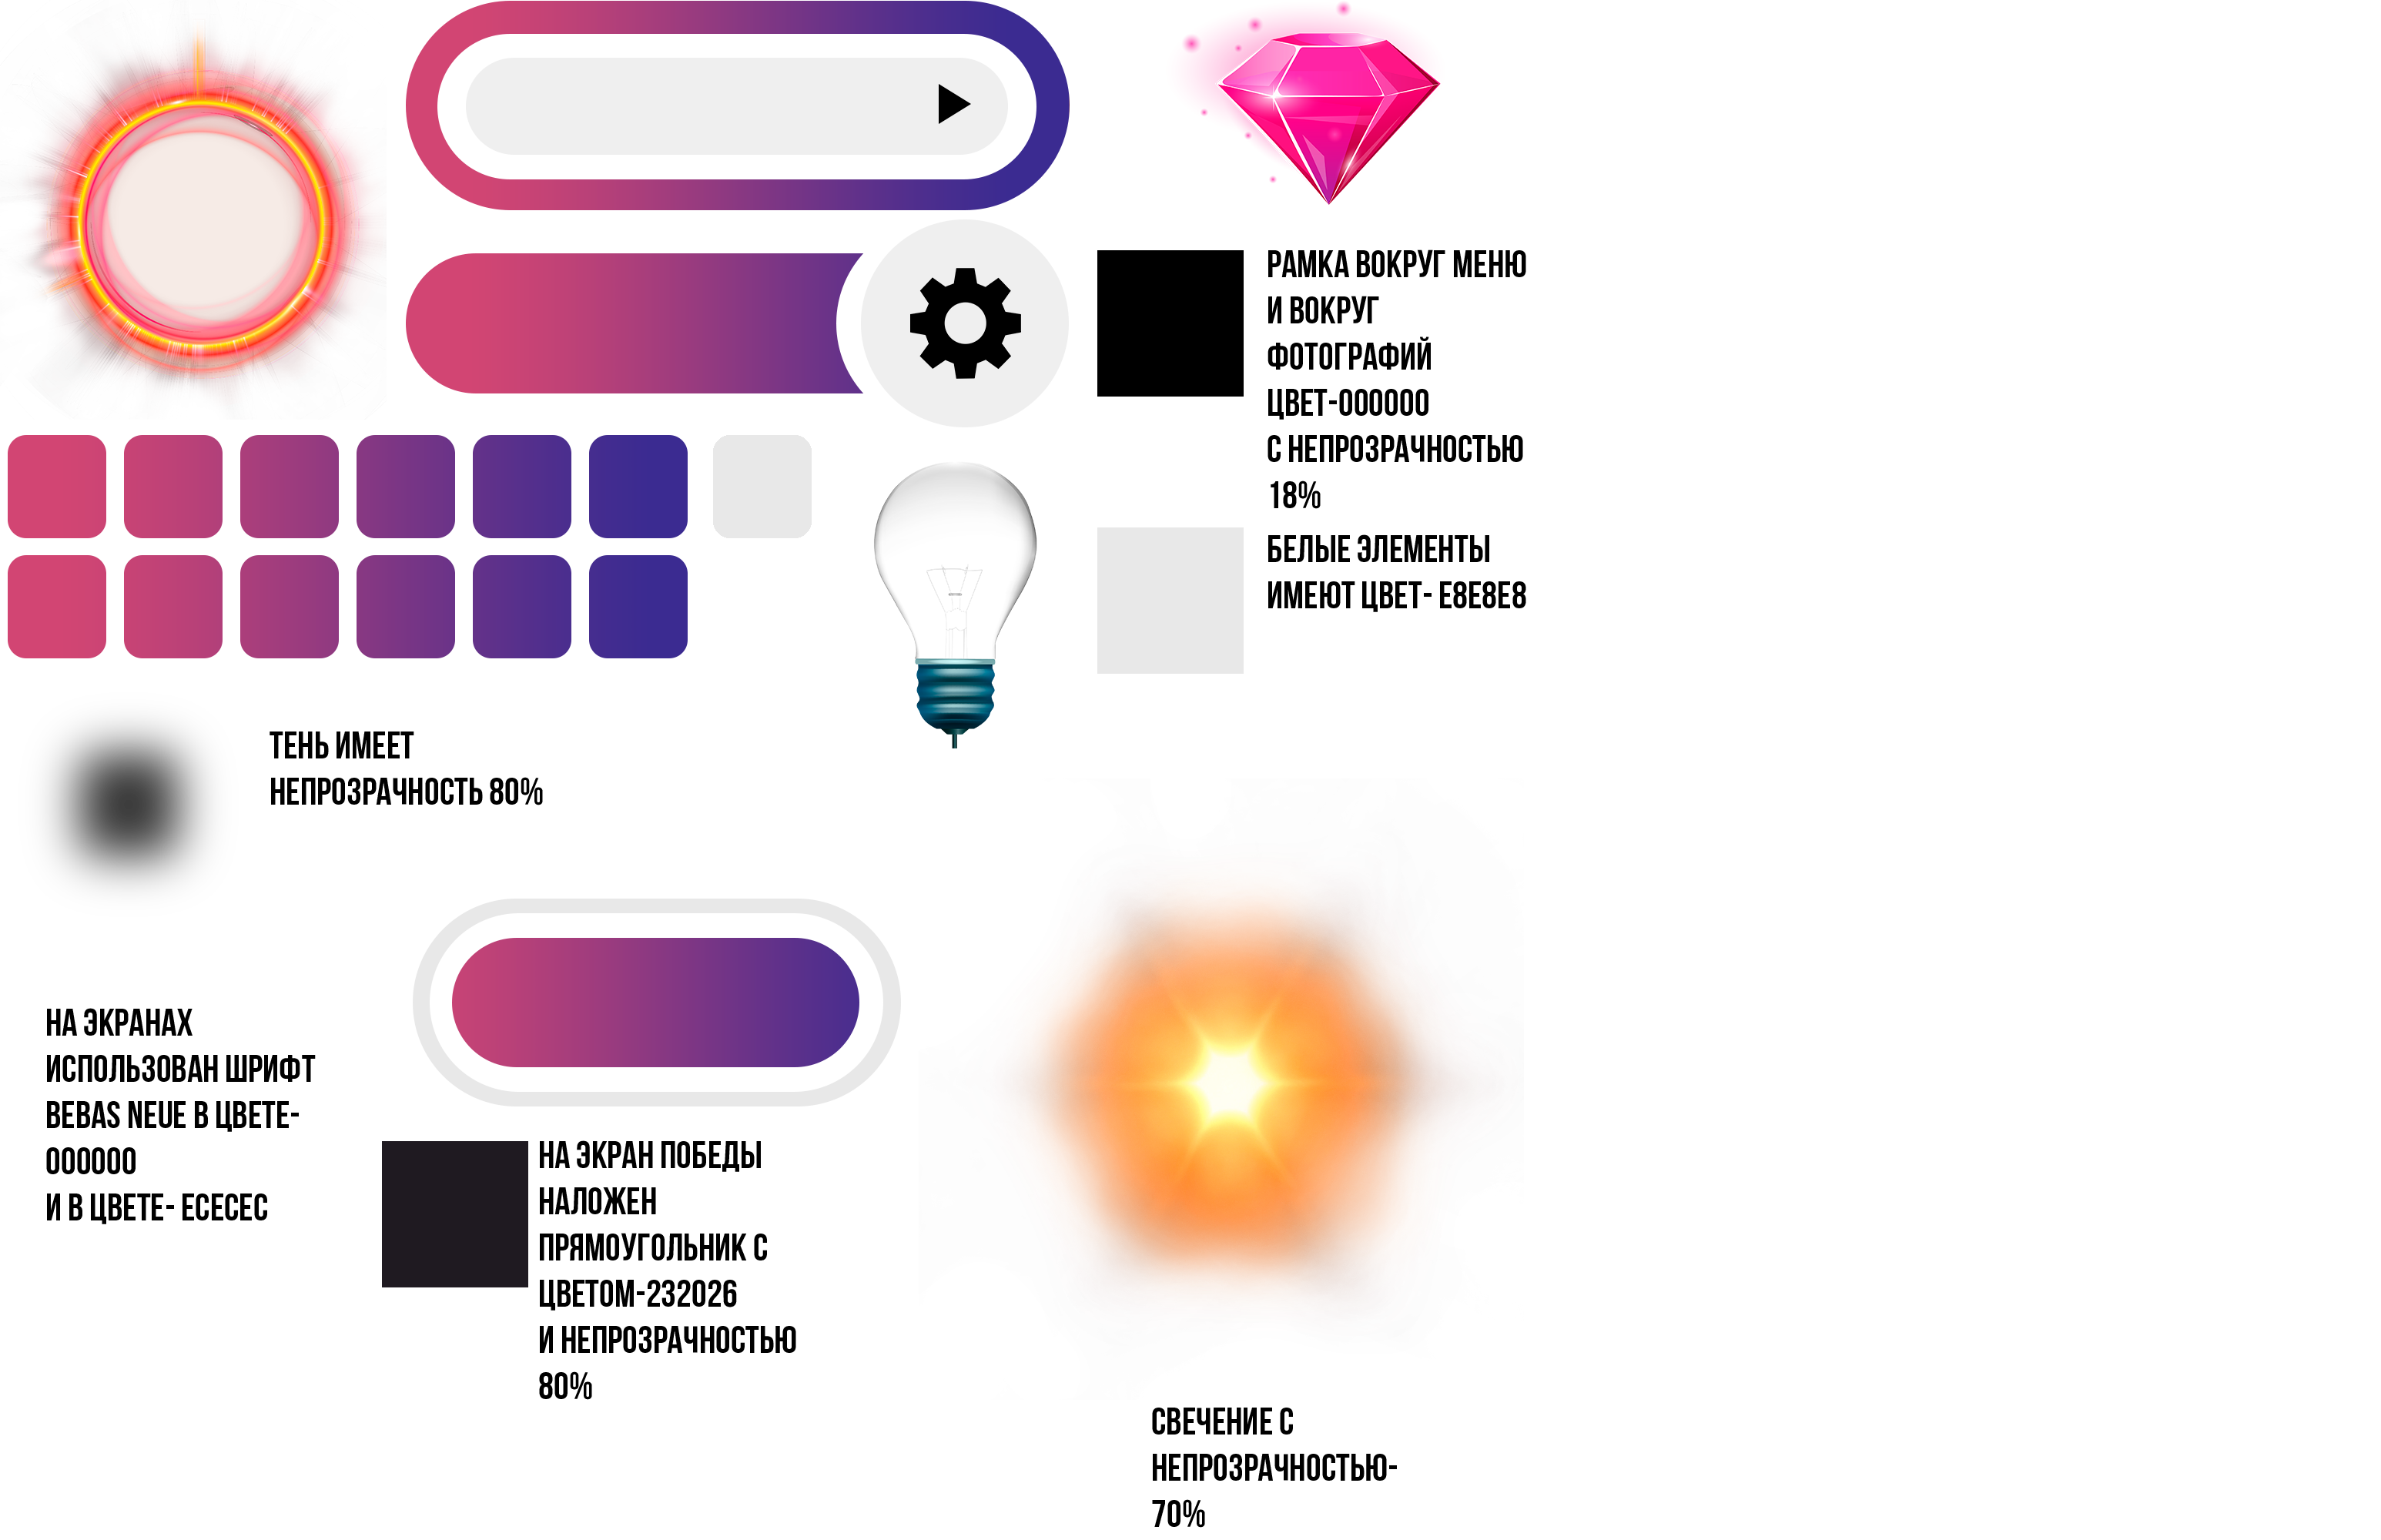 РАМКА ВОКРУГ МЕНЮ
И ВОКРУГ
ФОТОГРАФИЙ
ЦВЕТ-000000
С НЕПРОЗРАЧНОСТЬЮ
18%
БЕЛЫЕ ЭЛЕМЕНТЫ
ИМЕЮТ ЦВЕТ- E8E8E8
ТЕНЬ ИМЕЕТ
НЕПРОЗРАЧНОСТЬ 80%
НА ЭКРАНАХ
ИСПОЛЬЗОВАН ШРИФТ
BEBAS NEUE В ЦВЕТЕ-
000000
И В ЦВЕТЕ- ECECEC
НА ЭКРАН ПОБЕДЫ
НАЛОЖЕН
ПРЯМОУГОЛЬНИК С
ЦВЕТОМ-232026
И НЕПРОЗРАЧНОСТЬЮ
80%
СВЕЧЕНИЕ С
НЕПРОЗРАЧНОСТЬЮ-
70%